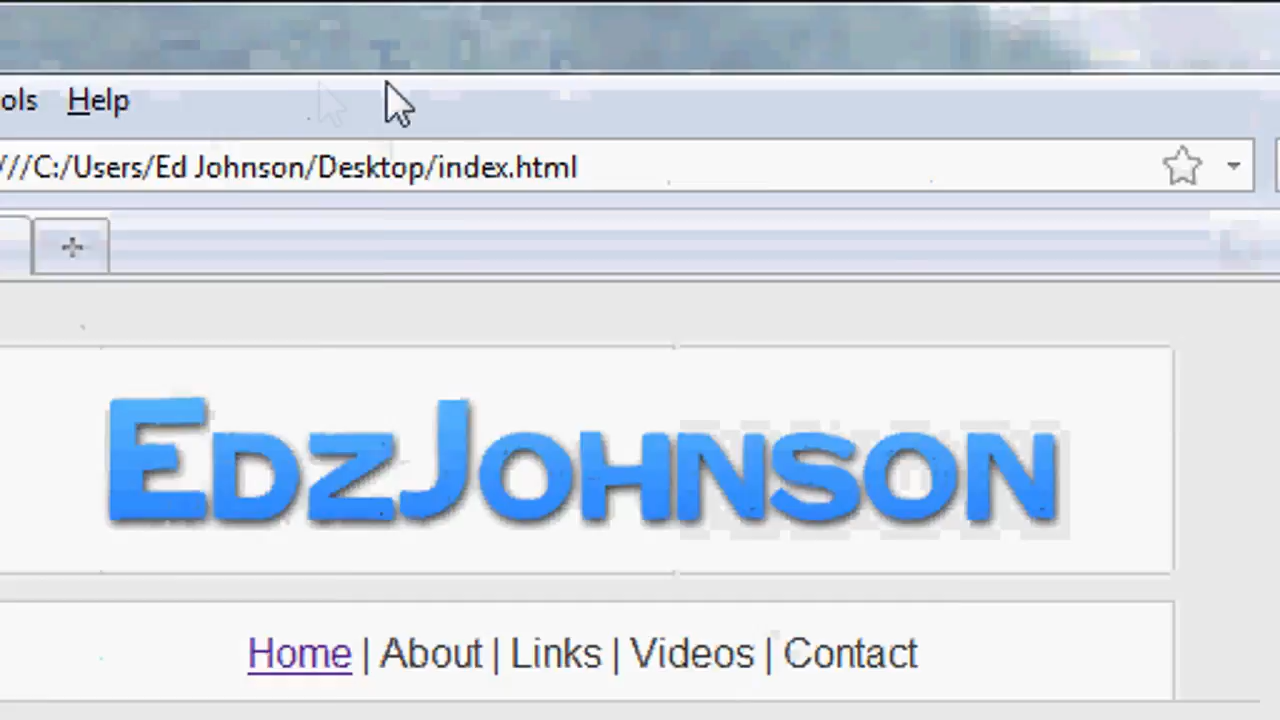 ols Help
///C:/Users/Ed Johnson/Desktop/index.html
EDZJOHNSON
Home | About | Links | Videos | Contact